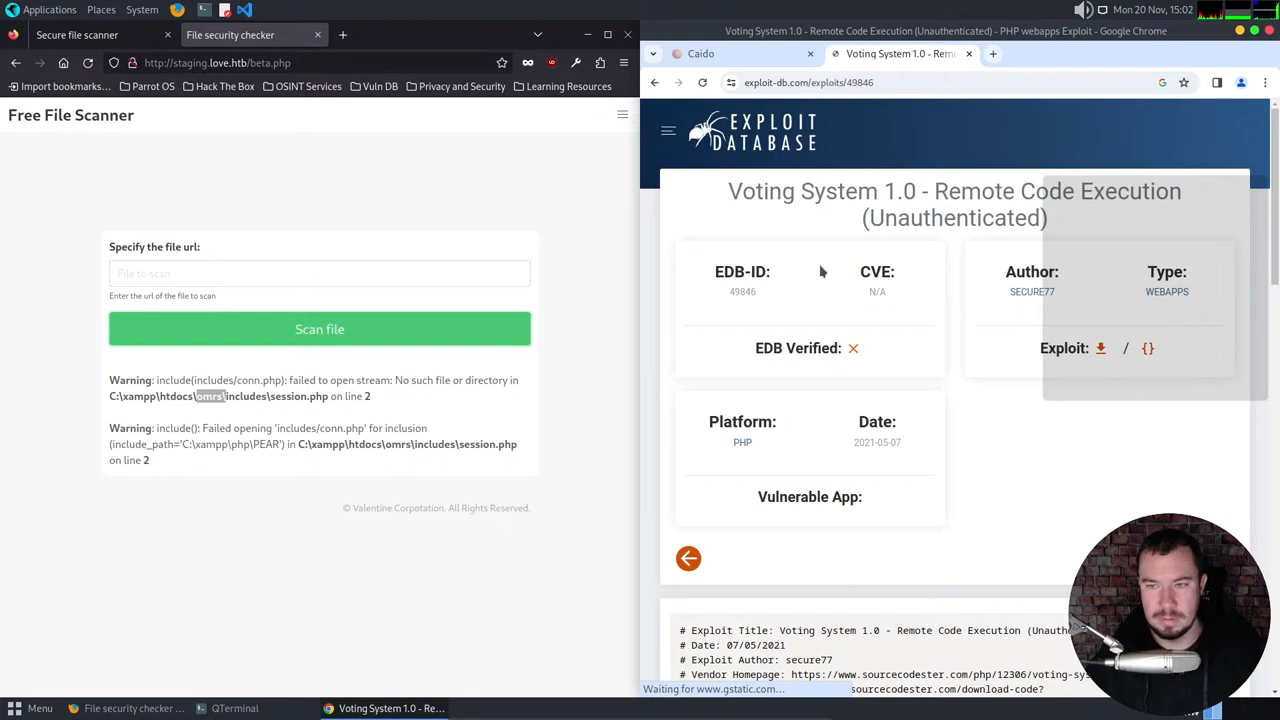 Applications Places System
Mon 20 Nov, 15:02
Secure file scanner
File security checker
http://staging.love.htb/beta.php
Import bookmarks... Parrot OS Hack The Box OSINT Services Vuln DB Privacy and Security Learning Resources
Free File Scanner
Specify the file url:
File to scan
Enter the url of the file to scan
Scan file
Warning: include(includes/conn.php): failed to open stream: No such file or directory in
C:\xampp\htdocs\omrs\includes\session.php on line 2
Warning: include(): Failed opening 'includes/conn.php' for inclusion
(include_path='C:\xampp\php\PEAR') in C:\xampp\htdocs\omrs\includes\session.php
on line 2
© Valentine Corpotation. All Rights Reserved.
Voting System 1.0 - Remote Code Execution (Unauthenticated) - PHP webapps Exploit - Google Chrome
Caido
Voting System 1.0 - Remo
exploit-db.com/exploits/49846
EXPLOIT
DATABASE
Voting System 1.0 - Remote Code Execution
(Unauthenticated)
EDB-ID:
49846
CVE:
N/A
EDB Verified: ×
Author:
SECURE77
Type:
WEBAPPS
Exploit: / {}
Platform:
PHP
Date:
2021-05-07
Vulnerable App:
# Exploit Title: Voting System 1.0 - Remote Code Execution
# Date: 07/05/2021
# Exploit Author: secure77
# Vendor Homepage: https://www.sourcecodester.com/php/12306/voting-sys
sourcecodester.com/download-code?
Waiting for www.gstatic.com...
Menu
File security checker ...
QTerminal
Voting System 1.0 - Re...